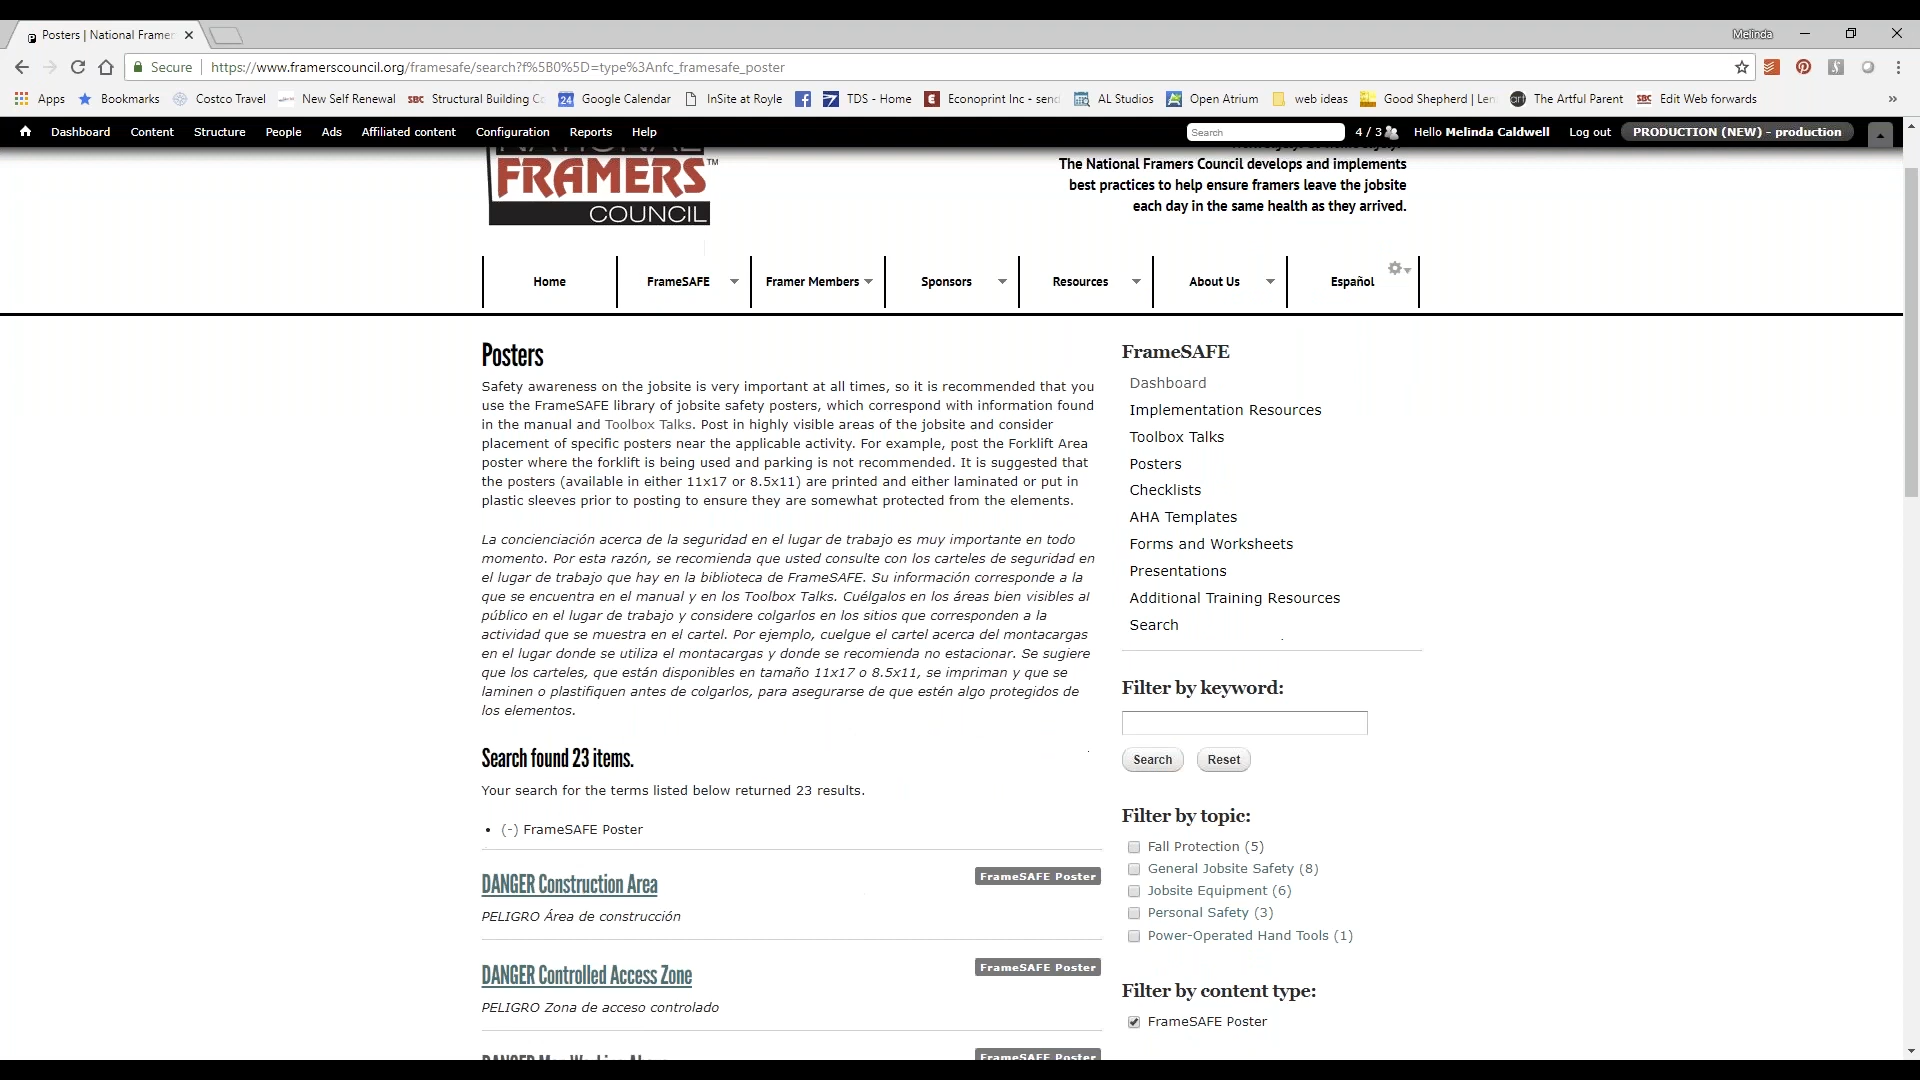 Posters | National Framer
Melinda
Secure | https://www.framerscouncil.org/framesafe/search?f%5B0%5D=type%3Anfc_framesafe_poster
Apps Bookmarks Costco Travel New Self Renewal SBC Structural Building Co 24 Google Calendar InSite at Royle TDS - Home Econoprint Inc - send AL Studios Open Atrium web ideas Good Shepherd | Len art The Artful Parent SBC Edit Web forwards »
Dashboard Content Structure People Ads Affiliated content Configuration Reports Help Search 4 / 3 Hello Melinda Caldwell Log out PRODUCTION (NEW) - production
NATIONAL
FRAMERS™
COUNCIL
The National Framers Council develops and implements
best practices to help ensure framers leave the jobsite
each day in the same health as they arrived.
Home FrameSAFE Framer Members Sponsors Resources About Us Español
Posters
Safety awareness on the jobsite is very important at all times, so it is recommended that you
use the FrameSAFE library of jobsite safety posters, which correspond with information found
in the manual and Toolbox Talks. Post in highly visible areas of the jobsite and consider
placement of specific posters near the applicable activity. For example, post the Forklift Area
poster where the forklift is being used and parking is not recommended. It is suggested that
the posters (available in either 11x17 or 8.5x11) are printed and either laminated or put in
plastic sleeves prior to posting to ensure they are somewhat protected from the elements.
La concienciación acerca de la seguridad en el lugar de trabajo es muy importante en todo
momento. Por esta razón, se recomienda que usted consulte con los carteles de seguridad en
el lugar de trabajo que hay en la biblioteca de FrameSAFE. Su información corresponde a la
que se encuentra en el manual y en los Toolbox Talks. Cuélgalos en los áreas bien visibles al
público en el lugar de trabajo y considere colgarlos en los sitios que corresponden a la
actividad que se muestra en el cartel. Por ejemplo, cuelgue el cartel acerca del montacargas
en el lugar donde se utiliza el montacargas y donde se recomienda no estacionar. Se sugiere
que los carteles, que están disponibles en tamaño 11x17 o 8.5x11, se impriman y que se
laminen o plastifiquen antes de colgarlos, para asegurarse de que estén algo protegidos de
los elementos.
Search found 23 items.
Your search for the terms listed below returned 23 results.
• (-) FrameSAFE Poster
DANGER Construction Area
FrameSAFE Poster
PELIGRO Área de construcción
DANGER Controlled Access Zone
FrameSAFE Poster
PELIGRO Zona de acceso controlado
FrameSAFE Poster
FrameSAFE
Dashboard
Implementation Resources
Toolbox Talks
Posters
Checklists
AHA Templates
Forms and Worksheets
Presentations
Additional Training Resources
Search
Filter by keyword:
Search Reset
Filter by topic:
Fall Protection (5)
General Jobsite Safety (8)
Jobsite Equipment (6)
Personal Safety (3)
Power-Operated Hand Tools (1)
Filter by content type:
FrameSAFE Poster